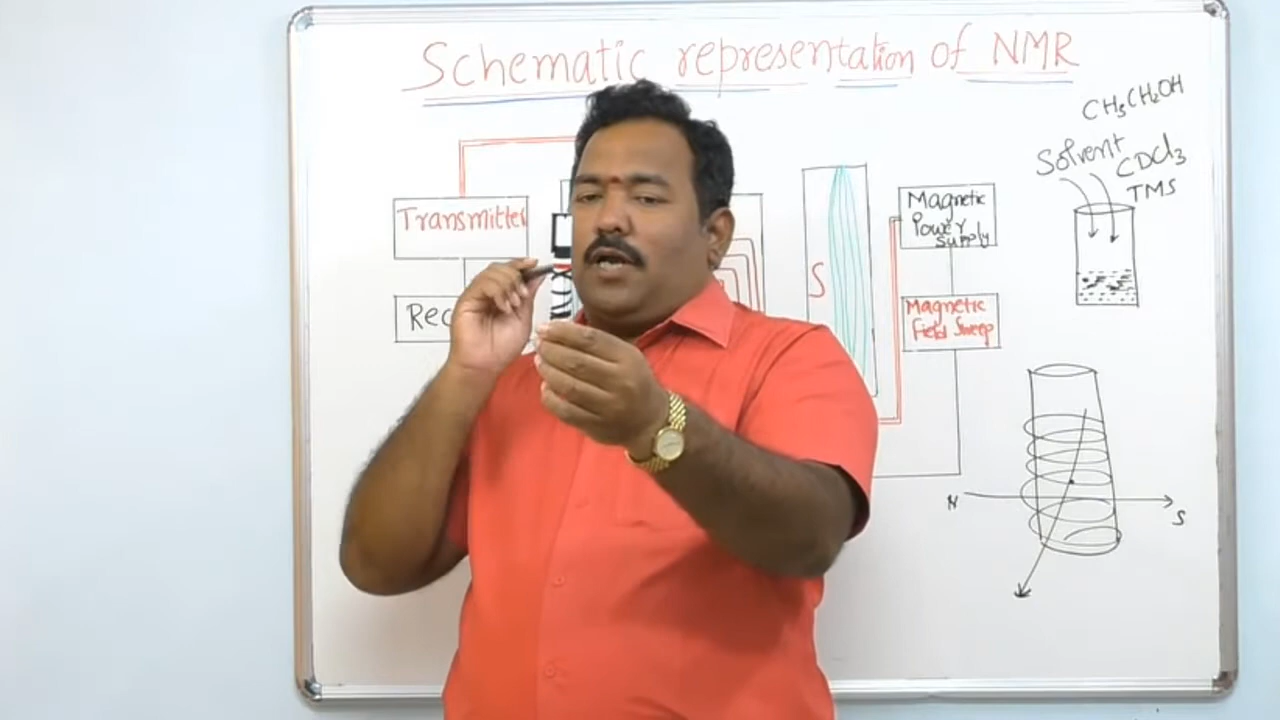 Schematic representation of NMR
CH3CH2OH
Solvent
CDCl3
TMS
Transmitter
Magnetic
Power
Supply
S
Rec
Magnetic
Field Sweep
N
S